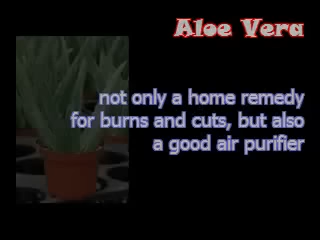 Aloe Vera
not only a home remedy
for burns and cuts, but also
a good air purifier